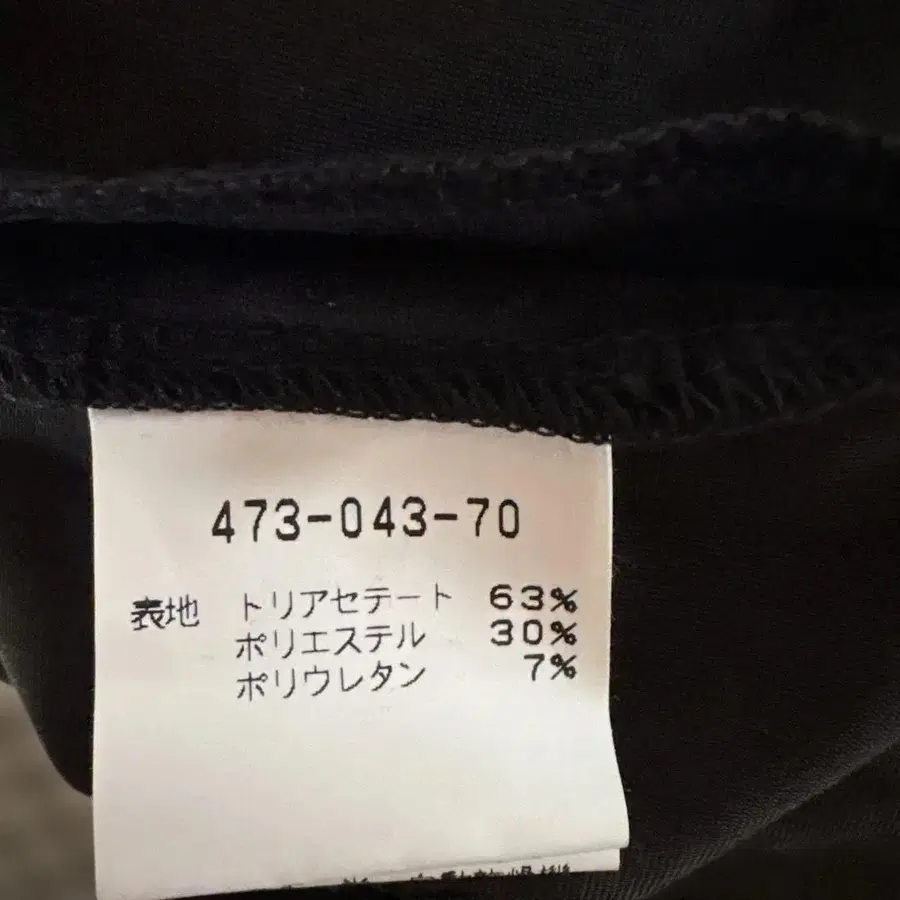 473-043-70
表地 トリアセテート 63%
ポリエステル 30%
ポリウレタン 7%